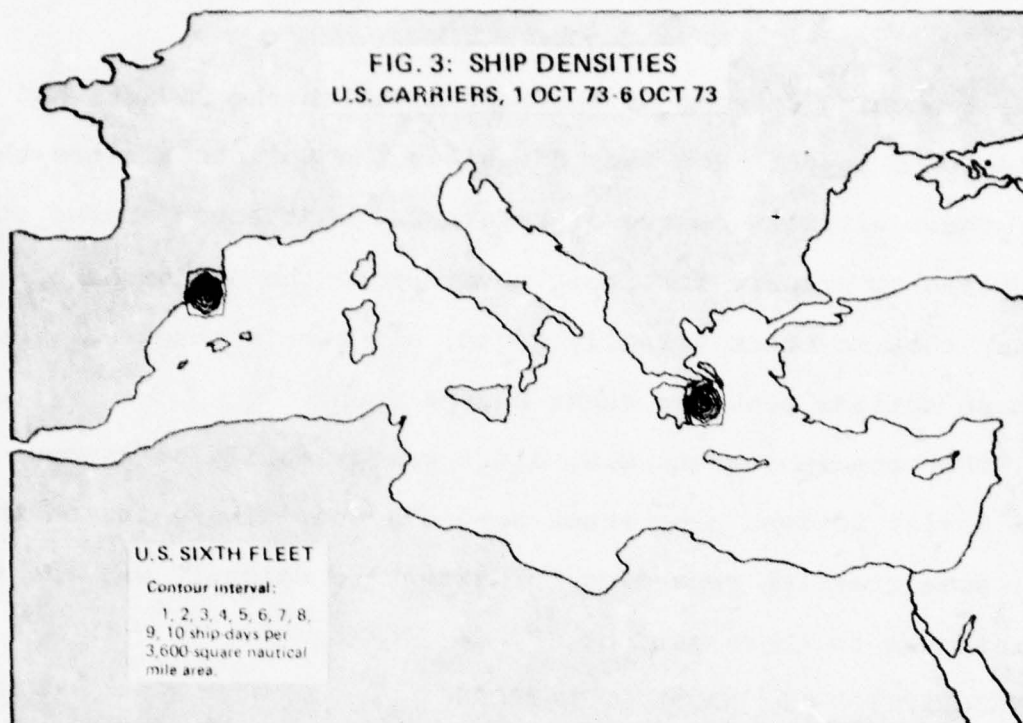 FIG. 3: SHIP DENSITIES
U.S. CARRIERS, 1 OCT 73-6 OCT 73
U.S. SIXTH FLEET
Contour interval:
1, 2, 3, 4, 5, 6, 7, 8,
9, 10 ship-days per
3,600-square nautical
mile area.